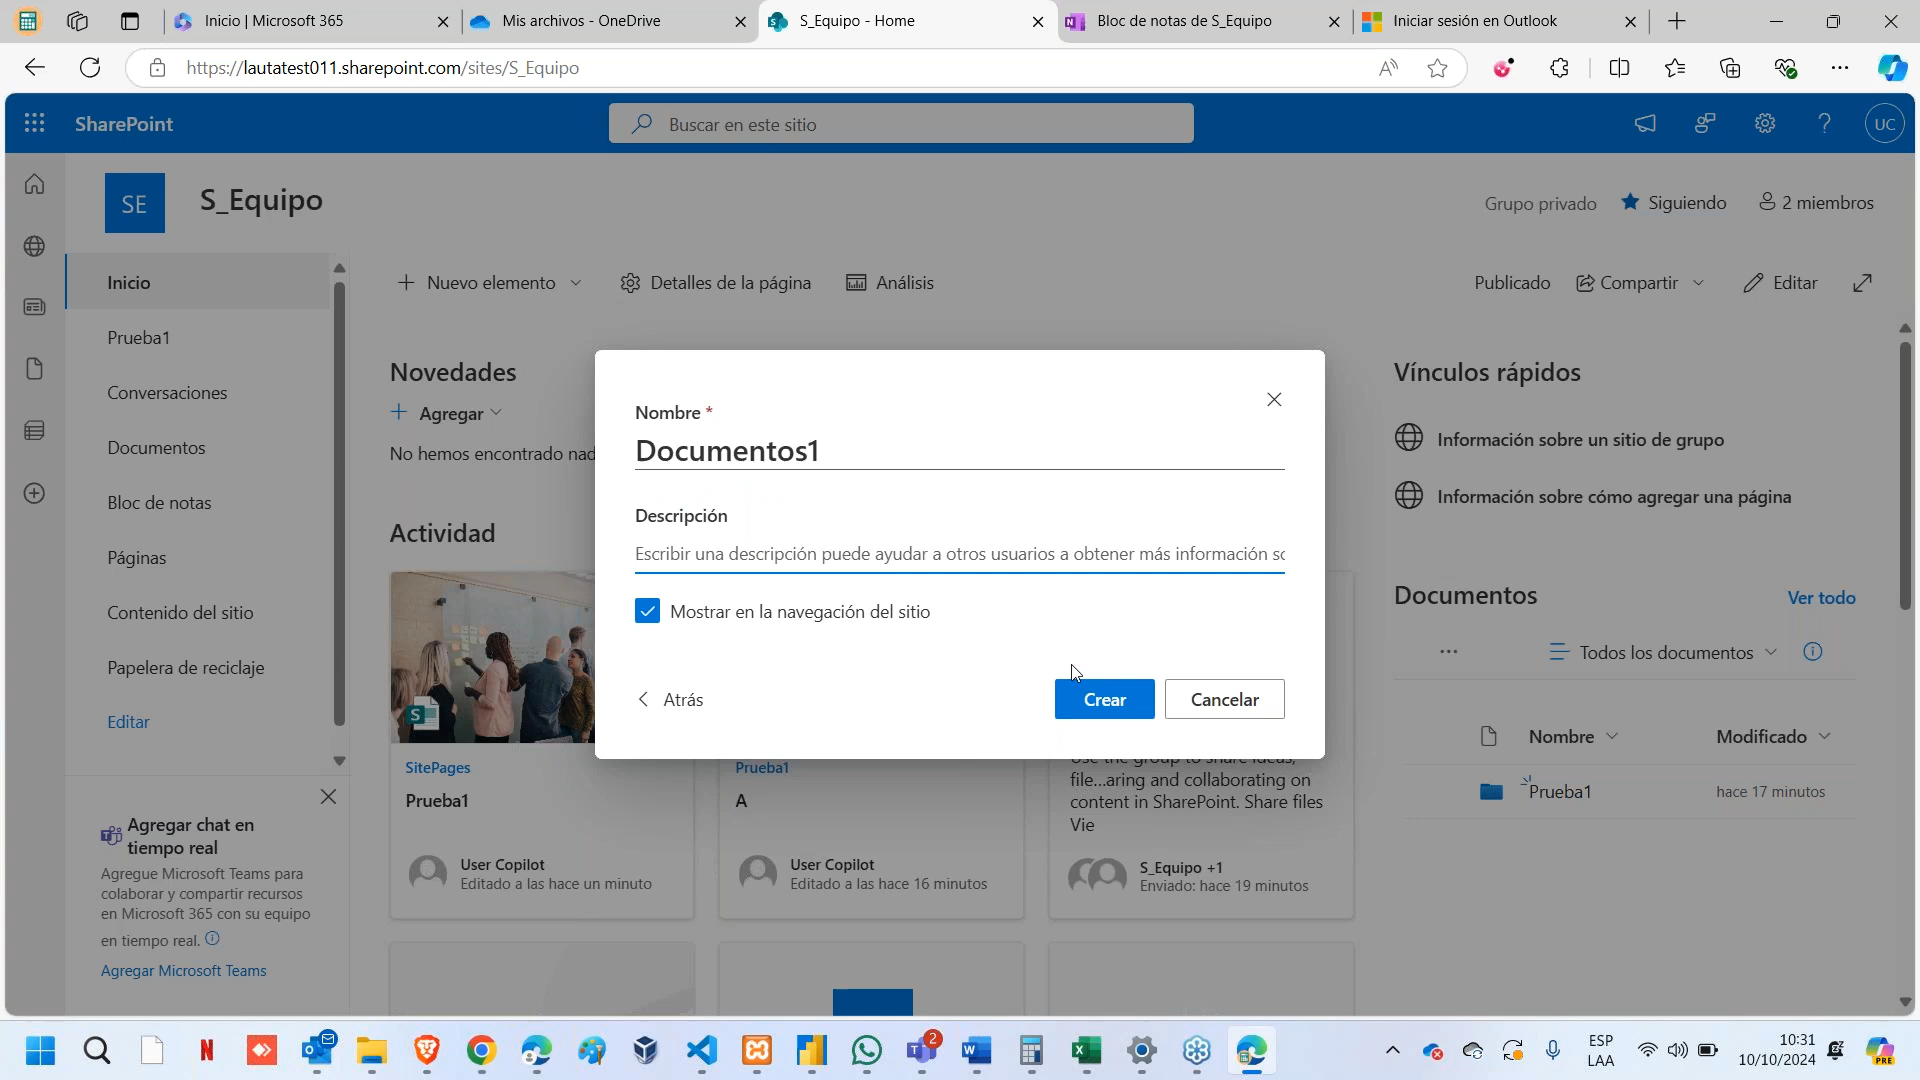 Inicio | Microsoft 365
Mis archivos - OneDrive
S_Equipo - Home
Bloc de notas de S_Equipo
Iniciar sesión en Outlook
https://lautatest011.sharepoint.com/sites/S_Equipo
SharePoint
Buscar en este sitio
UC
SE
S_Equipo
Grupo privado
Siguiendo
2 miembros
Inicio
Prueba1
Conversaciones
Documentos
Bloc de notas
Páginas
Contenido del sitio
Papelera de reciclaje
Editar
Nuevo elemento
Detalles de la página
Análisis
Publicado
Compartir
Editar
Novedades
Agregar
No hemos encontrado nad
Actividad
Nombre *
Documentos1
Descripción
Escribir una descripción puede ayudar a otros usuarios a obtener más información so
Mostrar en la navegación del sitio
Atrás
Crear
Cancelar
Vínculos rápidos
Información sobre un sitio de grupo
Información sobre cómo agregar una página
Documentos
Ver todo
Todos los documentos
Nombre
Modificado
Prueba1
hace 17 minutos
SitePages
Prueba1
User Copilot
Editado a las hace un minuto
Prueba1
A
User Copilot
Editado a las hace 16 minutos
Use the group to share ideas,
file...aring and collaborating on
content in SharePoint. Share files
Vie
S_Equipo +1
Enviado: hace 19 minutos
Agregar chat en
tiempo real
Agregue Microsoft Teams para
colaborar y compartir recursos
en Microsoft 365 con su equipo
en tiempo real.
Agregar Microsoft Teams
2
ESP
LAA
10:31
10/10/2024
PRE